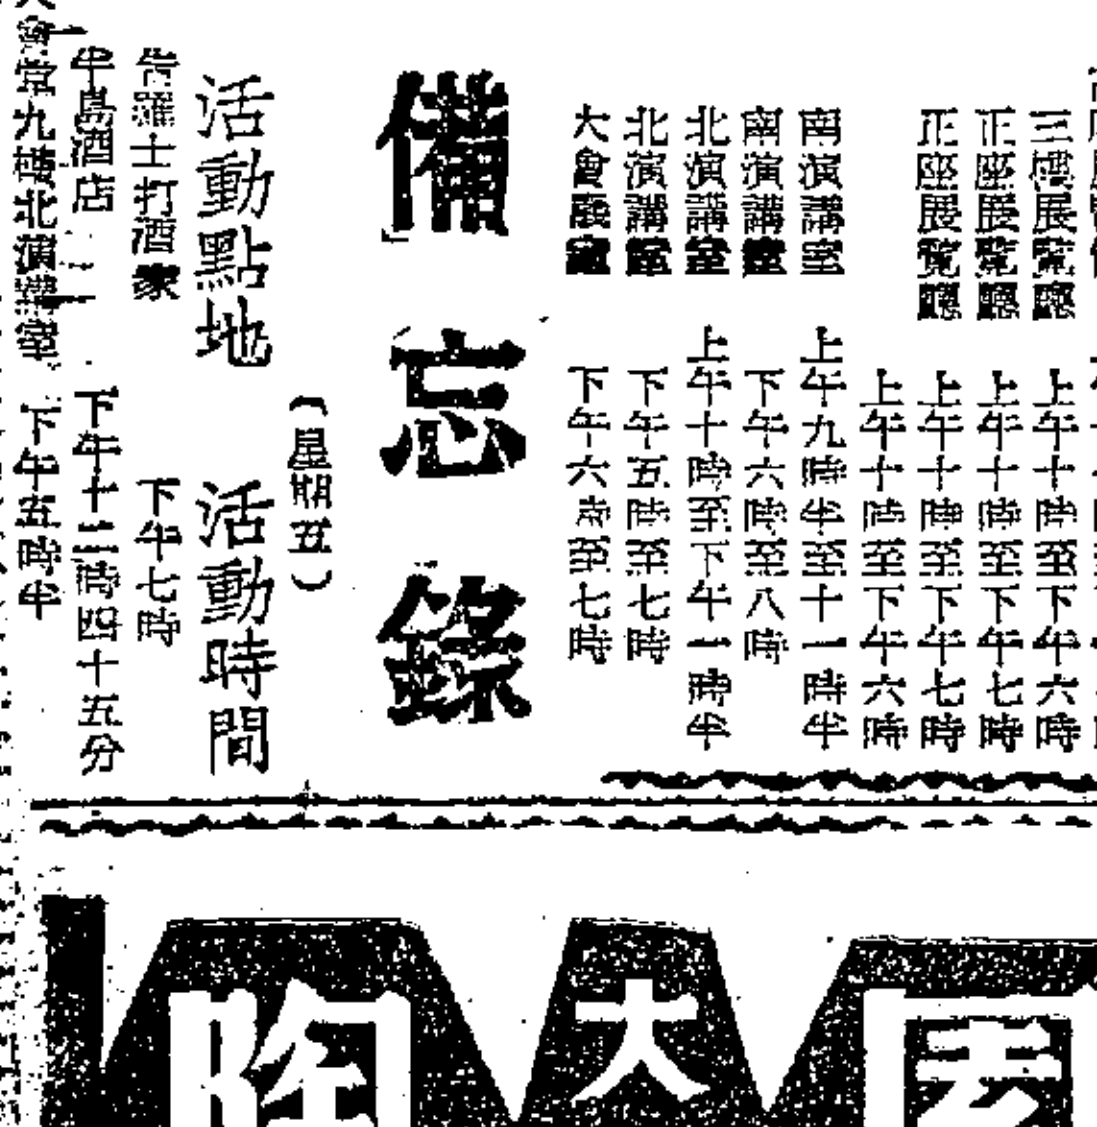 三樓展覽廳 上午十時至下午六時
正座展覽廳 上午十時至下午七時
正座展覽廳 上午十時至下午七時
上午十時至下午六時
南演講室 上午九時半至十一時半
南演講室 下午六時至八時
北演講室 上午十時至下午一時半
北演講室 下午五時至七時
大會 下午六時至七時
備忘錄
(星期五)
活動點地 活動時間
告羅士打酒家 下午七時
半島酒店 下午十二時四十五分
會堂九樓北演講室 下午五時半
大